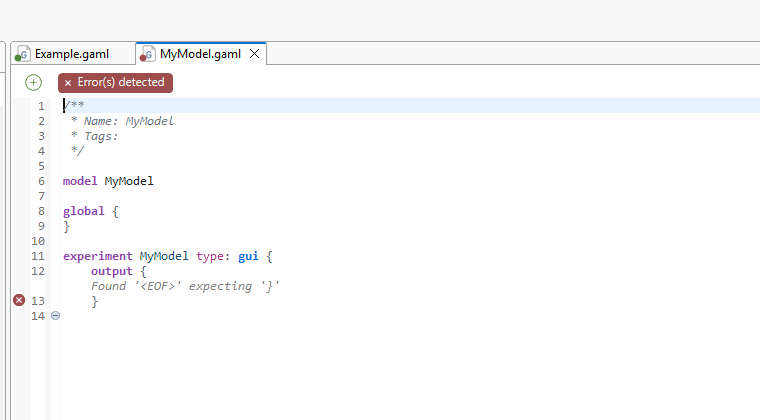 Example.gaml MyModel.gaml
Error(s) detected
1 /**
2  * Name: MyModel
3  * Tags:
4  */
5
6 model MyModel
7
8 global {
9 }
10
11 experiment MyModel type: gui {
12     output {
    Found '<EOF>' expecting '}'
13     }
14